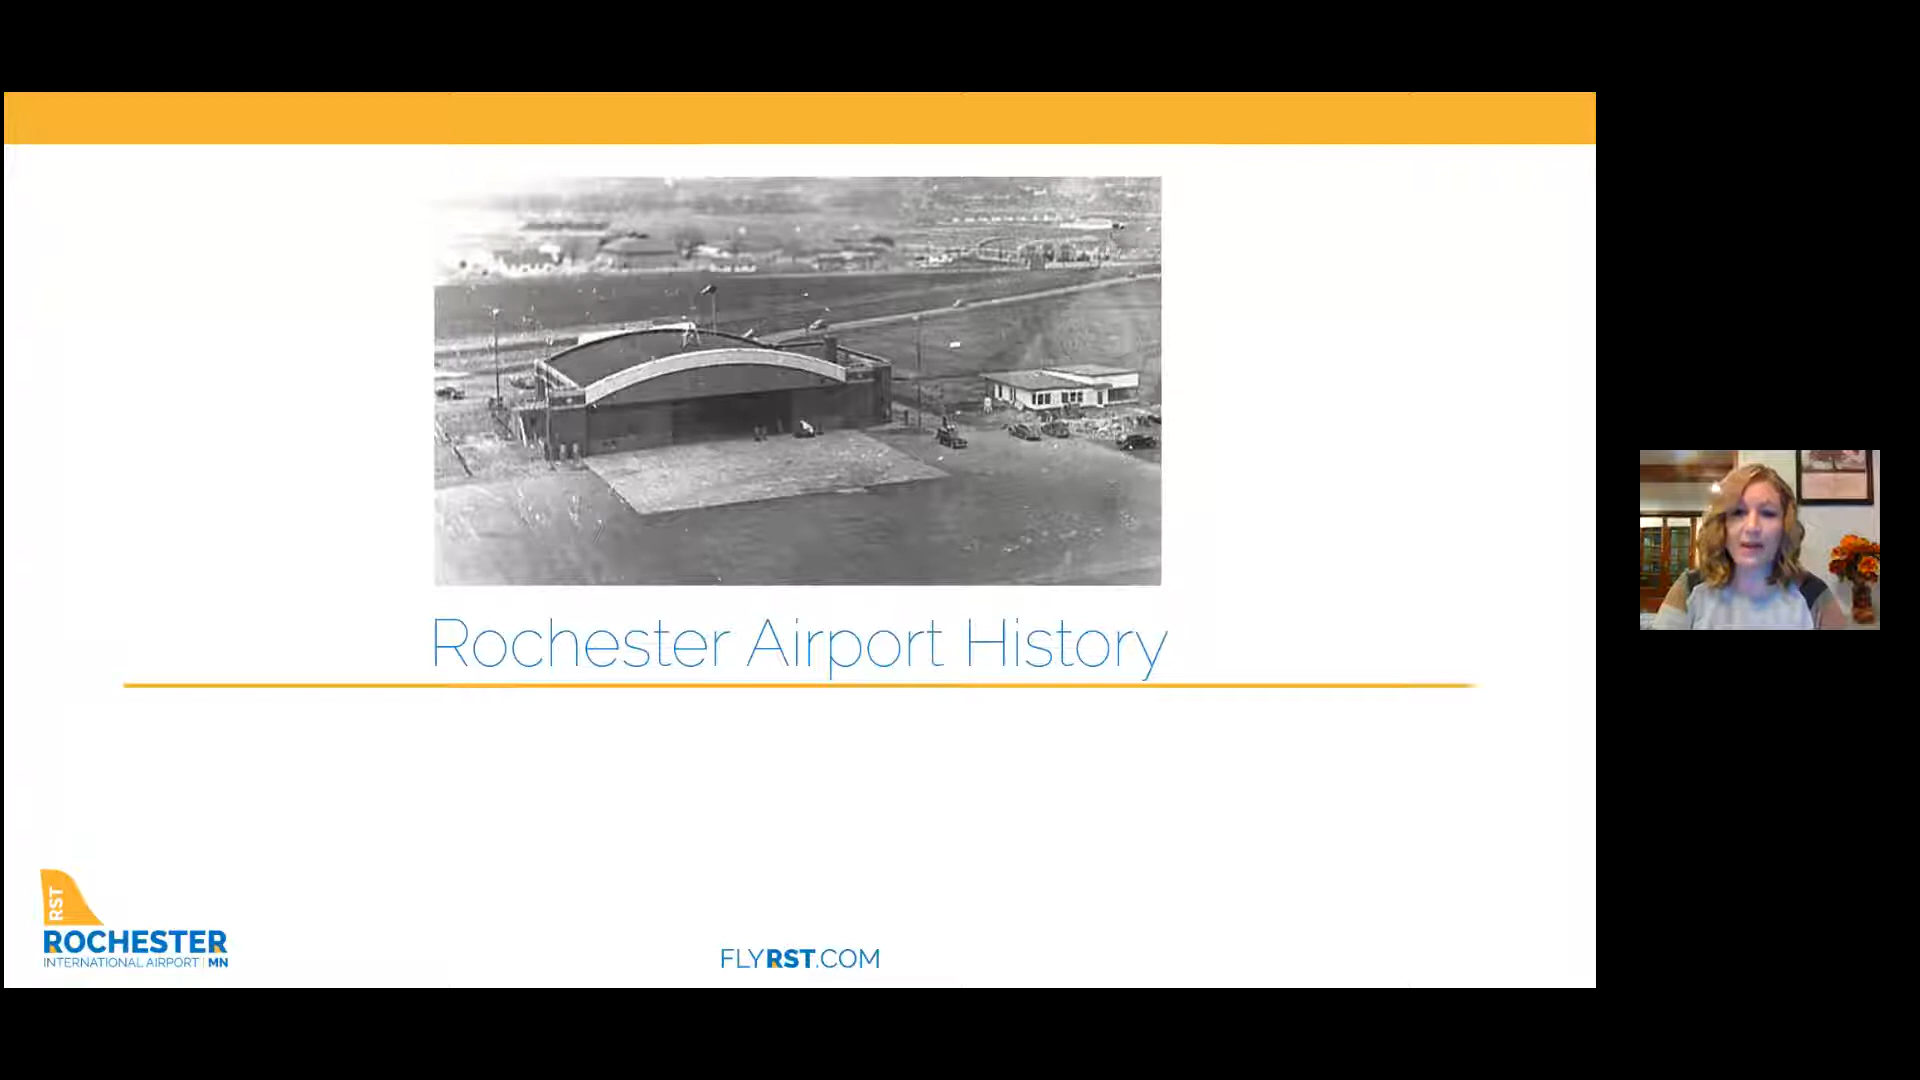 Rochester Airport History
RST
ROCHESTER
INTERNATIONAL AIRPORT | MN
FLYRST.COM